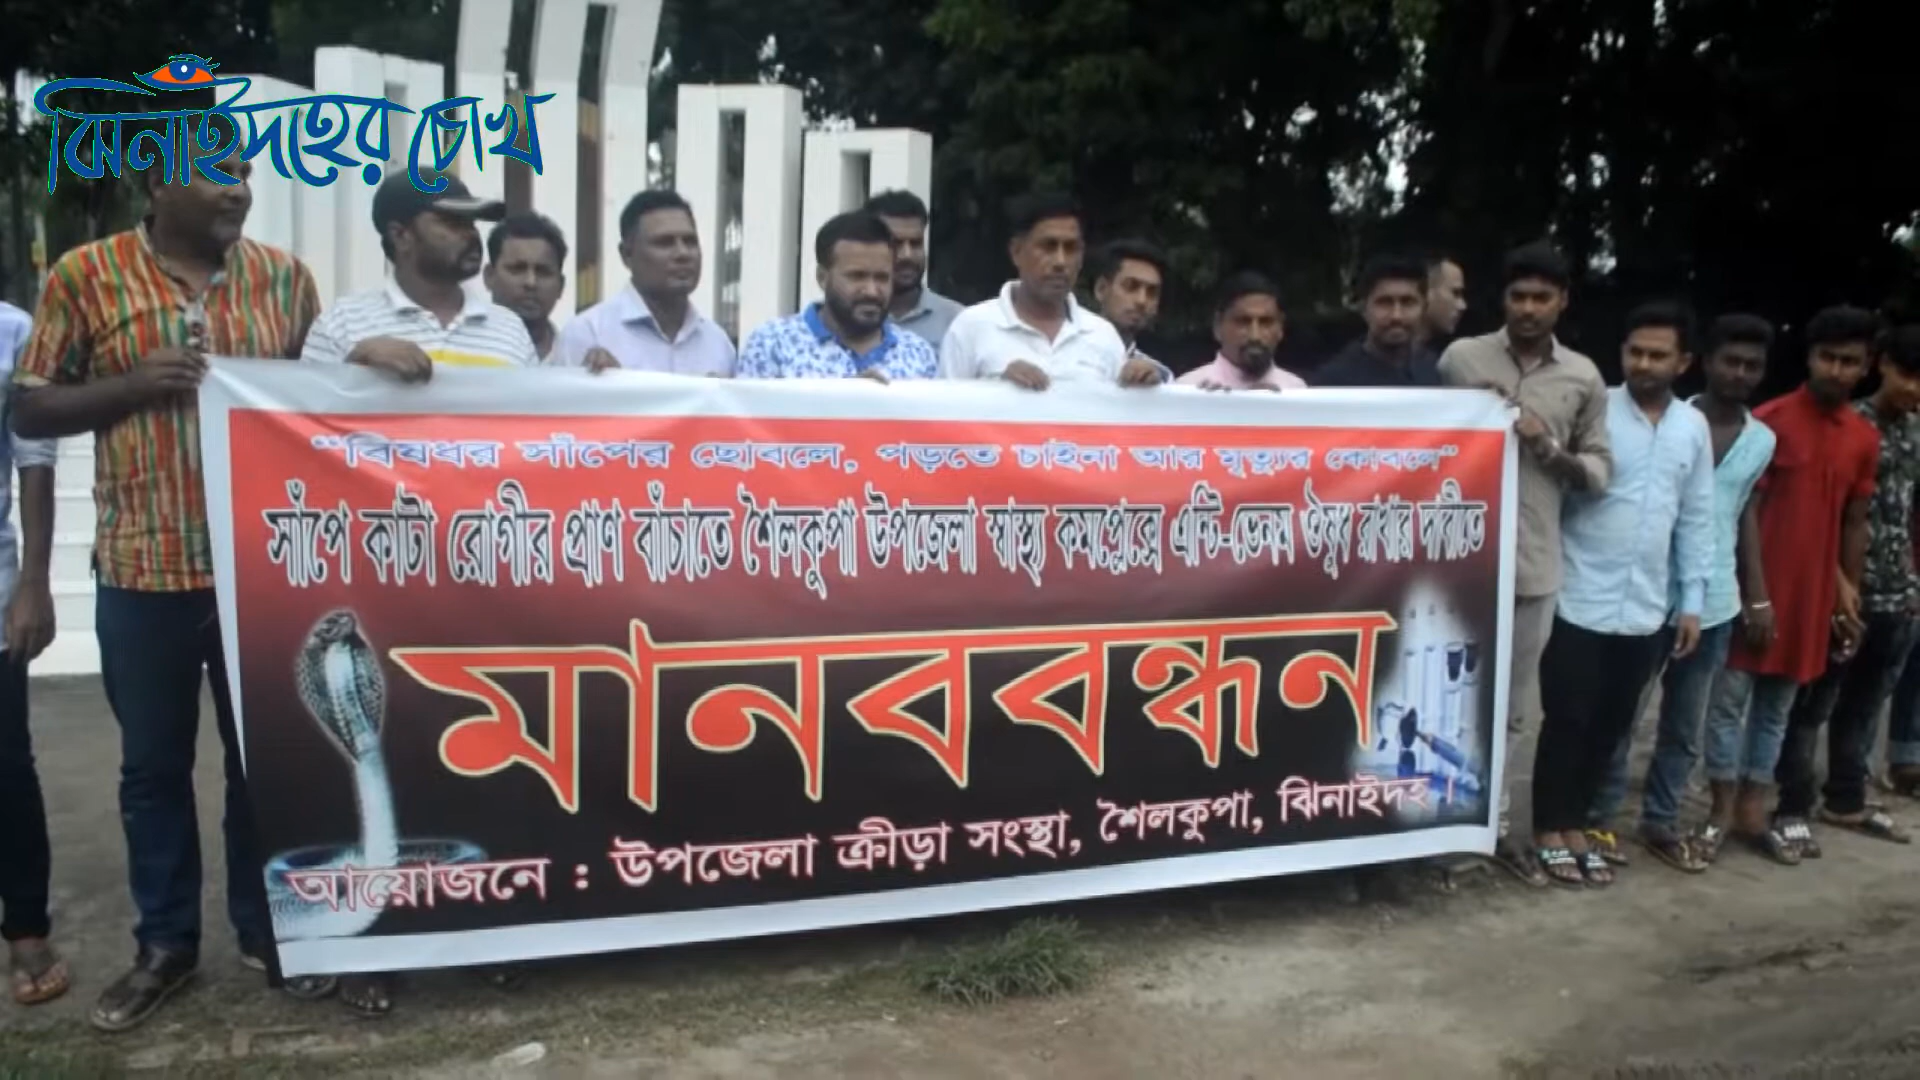 ঝিনাইদহের চোখ
“বিষধর সাঁপের ছোবলে, পড়তে চাইনা আর মৃত্যুর কোবলে”
সাঁপে কাটা রোগীর প্রাণ বাঁচাতে শৈলকুপা উপজেলা স্বাস্থ্য কমপ্লেক্সে এন্টি-ভেনম ঔষুধ রাখার দাবীতে
মানববন্ধন
আয়োজনে : উপজেলা ক্রীড়া সংস্থা, শৈলকুপা, ঝিনাইদহ।